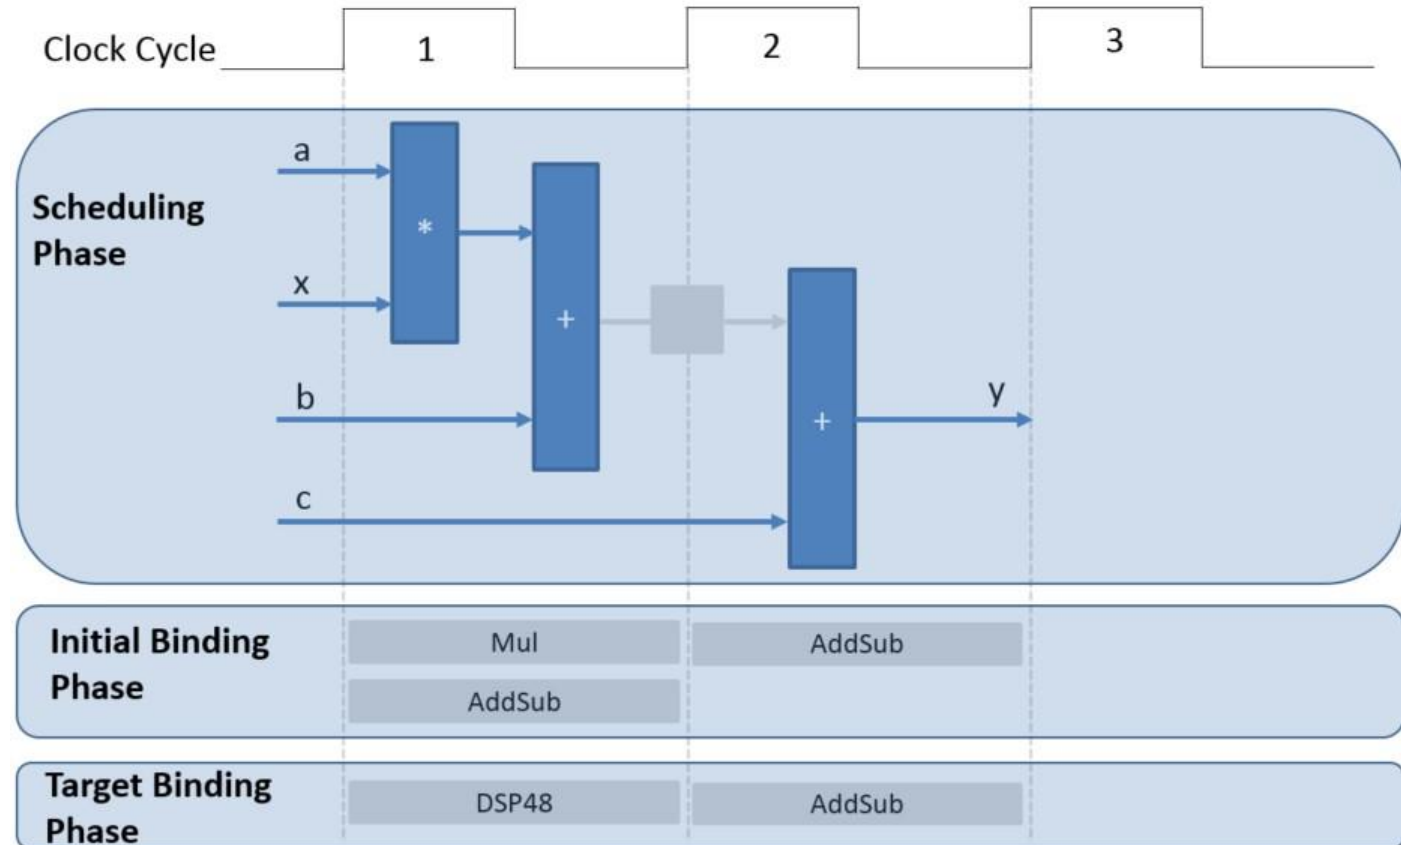 Clock Cycle 1 2 3
Scheduling
Phase
a
*
x
+
b
y
+
c
Initial Binding
Phase
Mul AddSub
AddSub
Target Binding
Phase
DSP48 AddSub